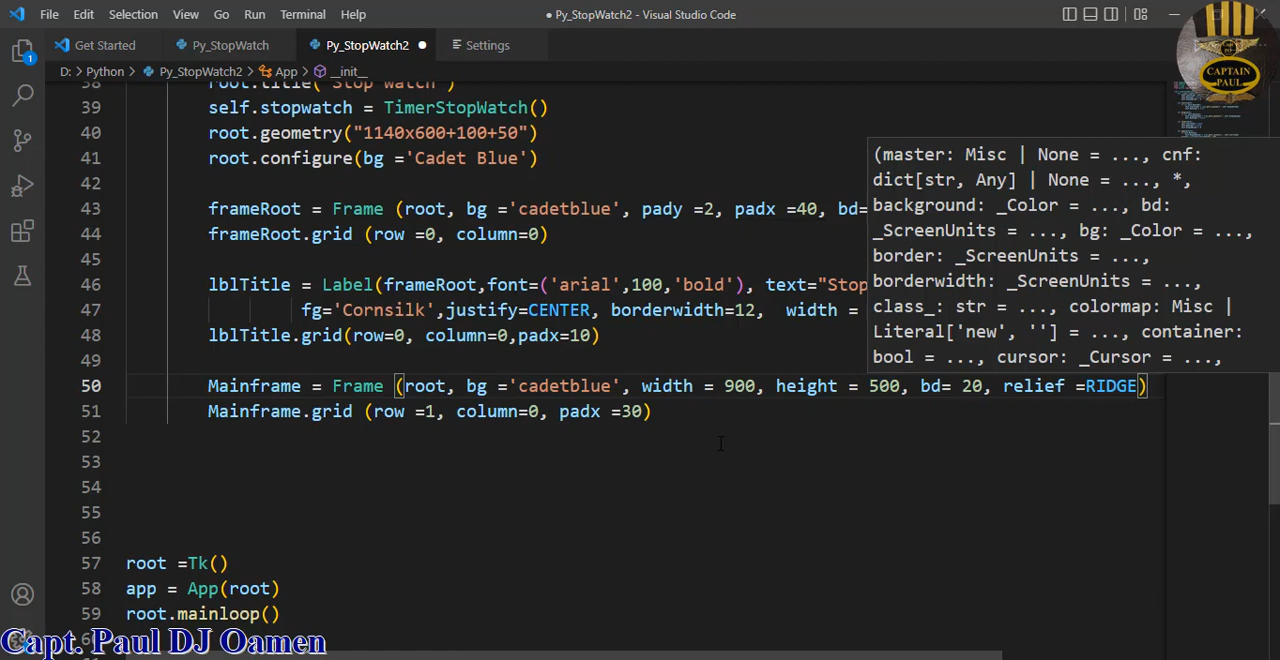 File Edit Selection View Go Run Terminal Help
● Py_StopWatch2 - Visual Studio Code
Get Started Py_StopWatch Py_StopWatch2 ● Settings
D: > Python > Py_StopWatch2 > App > __init__
CAPTAIN
PAUL
1
38 root.title("Stop Watch")
39 self.stopwatch = TimerStopWatch()
40 root.geometry("1140x600+100+50")
41 root.configure(bg ='Cadet Blue')
42
43 frameRoot = Frame (root, bg ='cadetblue', pady =2, padx =40, bd=
44 frameRoot.grid (row =0, column=0)
45
46 lblTitle = Label(frameRoot,font=('arial',100,'bold'), text="Stop
47 fg='Cornsilk',justify=CENTER, borderwidth=12, width =
48 lblTitle.grid(row=0, column=0,padx=10)
49
50 Mainframe = Frame (root, bg ='cadetblue', width = 900, height = 500, bd= 20, relief =RIDGE)
51 Mainframe.grid (row =1, column=0, padx =30)
52
53
54
55
56
57 root =Tk()
58 app = App(root)
59 root.mainloop()
60
(master: Misc | None = ..., cnf:
dict[str, Any] | None = ..., *,
background: _Color = ..., bd:
_ScreenUnits = ..., bg: _Color = ...,
border: _ScreenUnits = ...,
borderwidth: _ScreenUnits = ...,
class_: str = ..., colormap: Misc |
Literal['new', ''] = ..., container:
bool = ..., cursor: _Cursor = ...,
Capt. Paul DJ Oamen